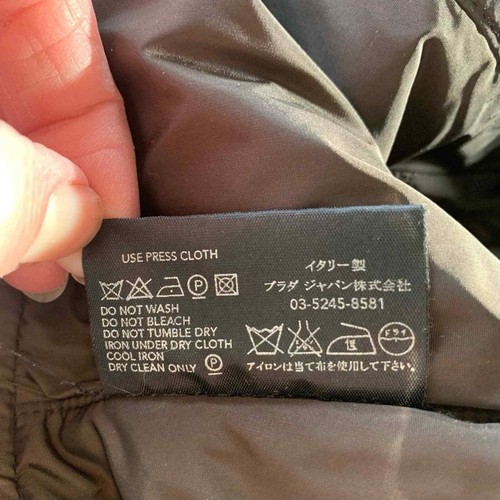 USE PRESS CLOTH
P
DO NOT WASH
DO NOT BLEACH
DO NOT TUMBLE DRY
IRON UNDER DRY CLOTH
COOL IRON
DRY CLEAN ONLY P
イタリー製
プラダ ジャパン株式会社
03-5245-8581
低 ドライ
アイロンは当て布を使用して下さい。